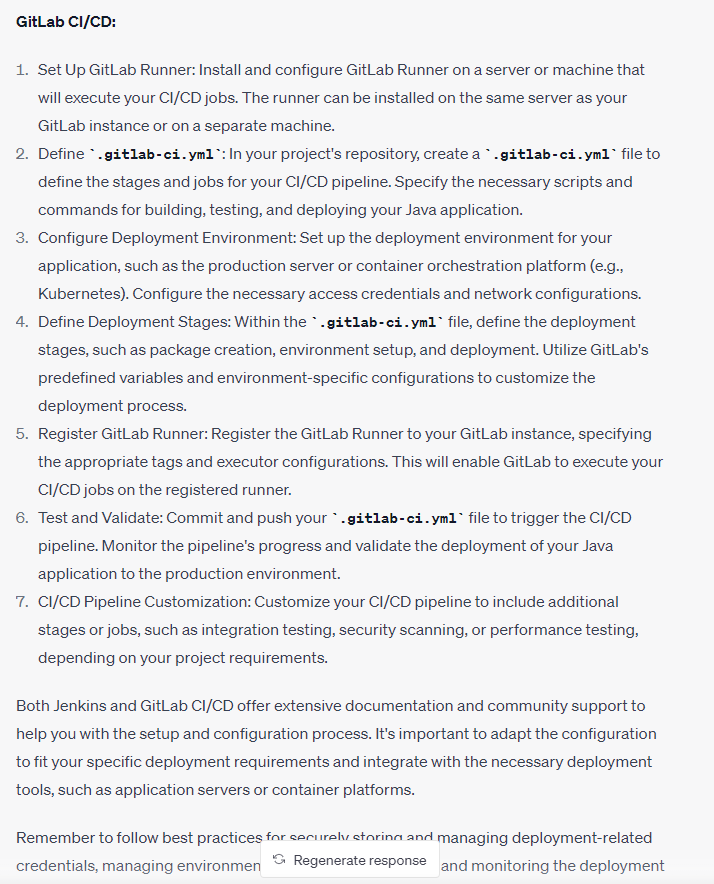 GitLab CI/CD:
1. Set Up GitLab Runner: Install and configure GitLab Runner on a server or machine that
will execute your CI/CD jobs. The runner can be installed on the same server as your
GitLab instance or on a separate machine.
2. Define `.gitlab-ci.yml`: In your project's repository, create a `.gitlab-ci.yml` file to
define the stages and jobs for your CI/CD pipeline. Specify the necessary scripts and
commands for building, testing, and deploying your Java application.
3. Configure Deployment Environment: Set up the deployment environment for your
application, such as the production server or container orchestration platform (e.g.,
Kubernetes). Configure the necessary access credentials and network configurations.
4. Define Deployment Stages: Within the `.gitlab-ci.yml` file, define the deployment
stages, such as package creation, environment setup, and deployment. Utilize GitLab's
predefined variables and environment-specific configurations to customize the
deployment process.
5. Register GitLab Runner: Register the GitLab Runner to your GitLab instance, specifying
the appropriate tags and executor configurations. This will enable GitLab to execute your
CI/CD jobs on the registered runner.
6. Test and Validate: Commit and push your `.gitlab-ci.yml` file to trigger the CI/CD
pipeline. Monitor the pipeline's progress and validate the deployment of your Java
application to the production environment.
7. CI/CD Pipeline Customization: Customize your CI/CD pipeline to include additional
stages or jobs, such as integration testing, security scanning, or performance testing,
depending on your project requirements.
Both Jenkins and GitLab CI/CD offer extensive documentation and community support to
help you with the setup and configuration process. It's important to adapt the configuration
to fit your specific deployment requirements and integrate with the necessary deployment
tools, such as application servers or container platforms.
Remember to follow best practices for securely storing and managing deployment-related
credentials, managing environmen
Regenerate response
and monitoring the deployment